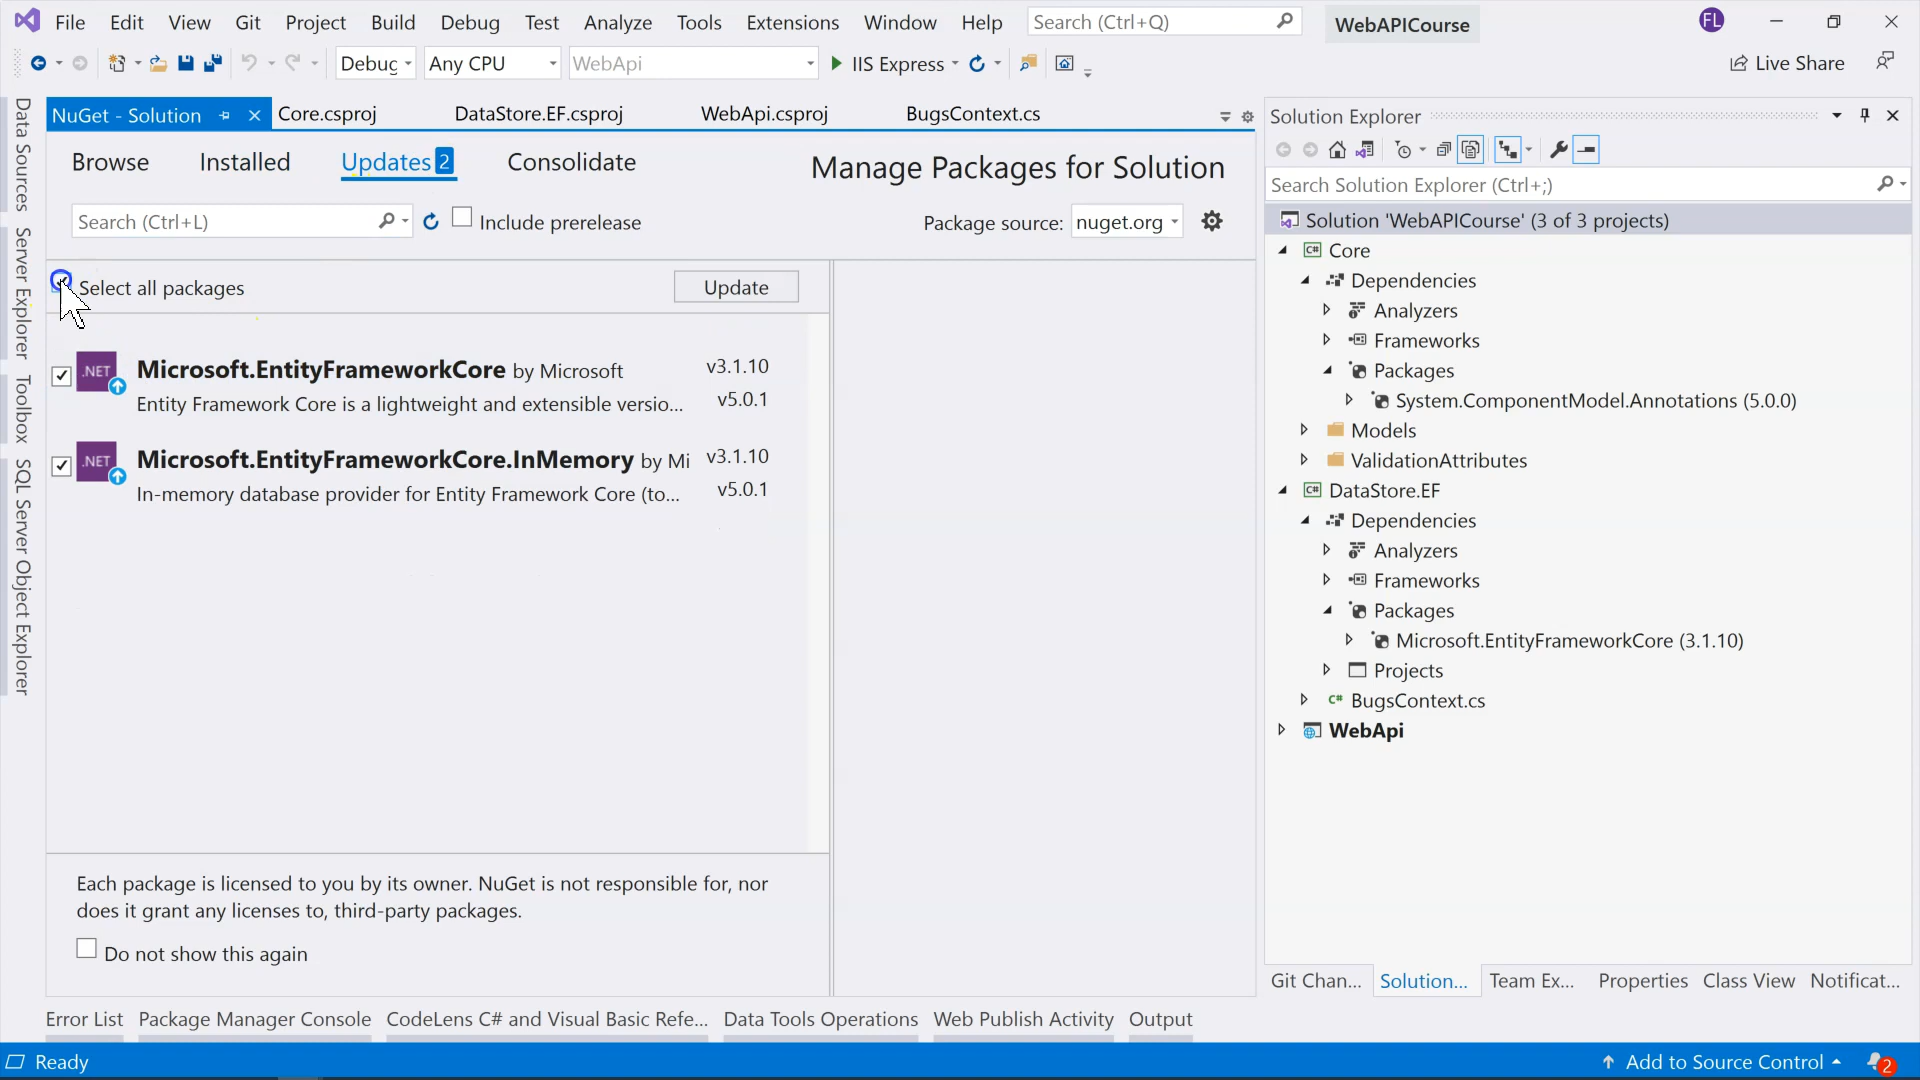 File Edit View Git Project Build Debug Test Analyze Tools Extensions Window Help Search (Ctrl+Q) WebAPICourse FL
Debug Any CPU WebApi IIS Express Live Share
NuGet - Solution Core.csproj DataStore.EF.csproj WebApi.csproj BugsContext.cs
Browse Installed Updates 2 Consolidate Manage Packages for Solution
Search (Ctrl+L) Include prerelease Package source: nuget.org
Select all packages Update
Microsoft.EntityFrameworkCore by Microsoft v3.1.10
Entity Framework Core is a lightweight and extensible versio... v5.0.1
Microsoft.EntityFrameworkCore.InMemory by Mi v3.1.10
In-memory database provider for Entity Framework Core (to... v5.0.1
Each package is licensed to you by its owner. NuGet is not responsible for, nor
does it grant any licenses to, third-party packages.
Do not show this again
Data Sources
Server Explorer
Toolbox
SQL Server Object Explorer
Solution Explorer
Search Solution Explorer (Ctrl+;)
Solution 'WebAPICourse' (3 of 3 projects)
C# Core
Dependencies
Analyzers
Frameworks
Packages
System.ComponentModel.Annotations (5.0.0)
Models
ValidationAttributes
C# DataStore.EF
Dependencies
Analyzers
Frameworks
Packages
Microsoft.EntityFrameworkCore (3.1.10)
Projects
C# BugsContext.cs
WebApi
Git Chan... Solution... Team Ex... Properties Class View Notificat...
Error List Package Manager Console CodeLens C# and Visual Basic Refe... Data Tools Operations Web Publish Activity Output
Ready Add to Source Control 2
.NET
.NET